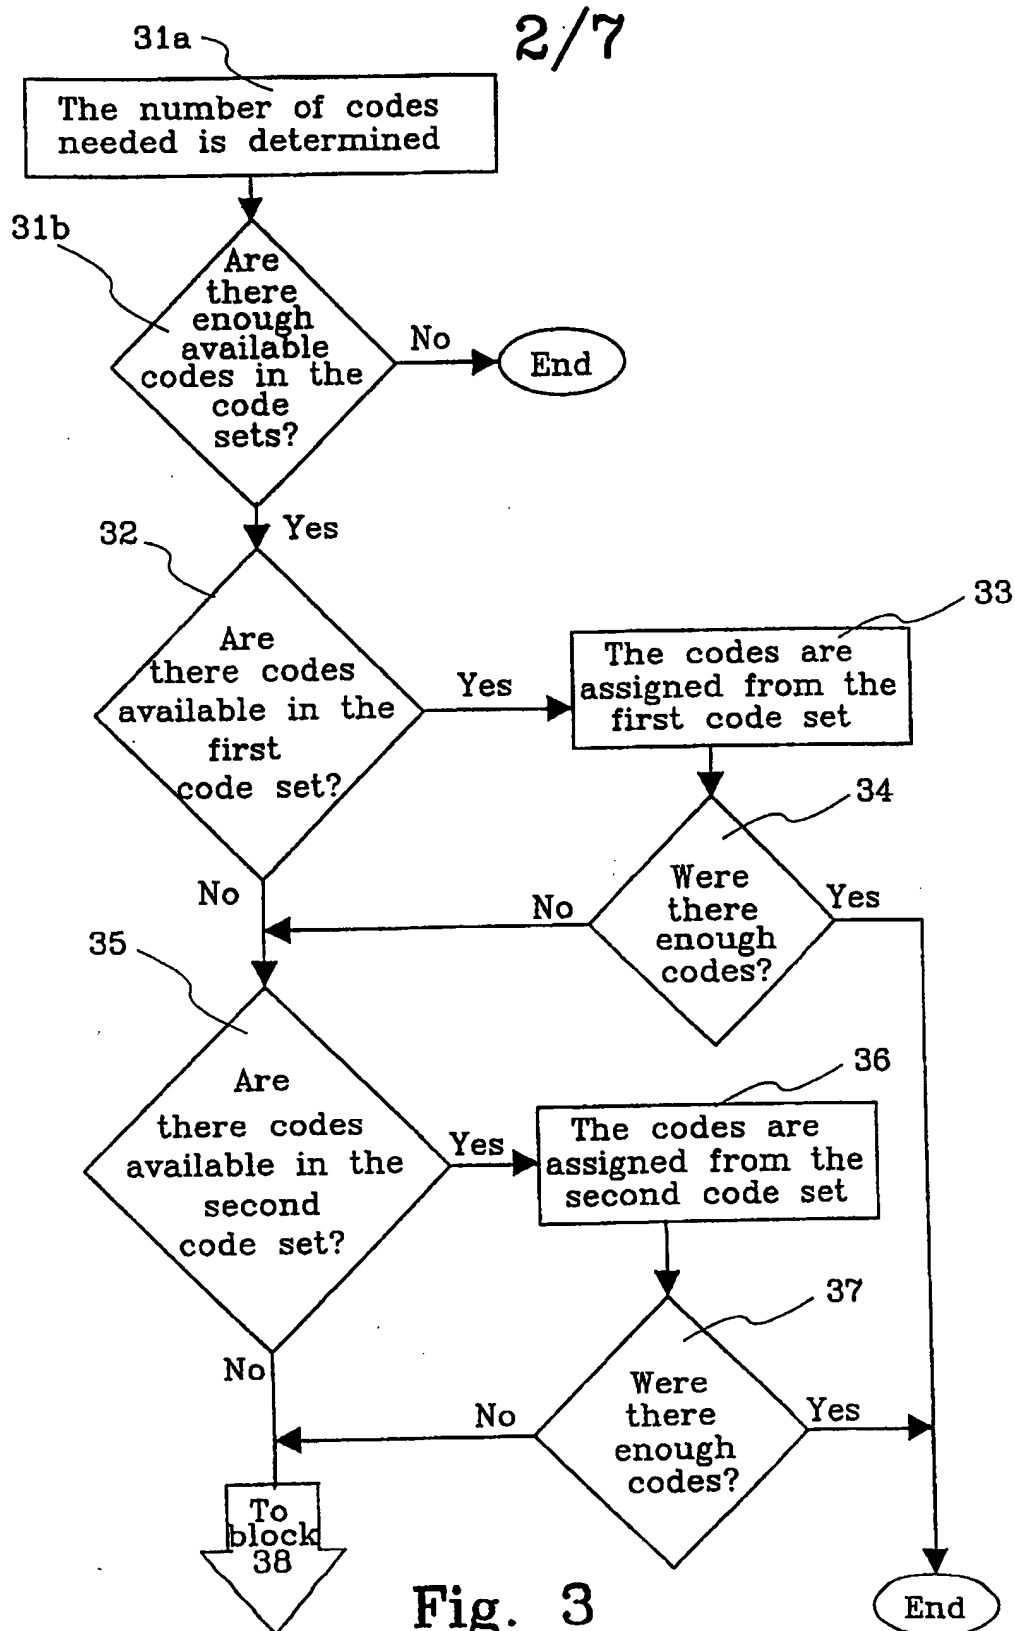 2/7
31a
The number of codes
needed is determined
31b
Are
there
enough
available
codes in the
code
sets?
No
End
Yes
32
Are
there codes
available in the
first
code set?
Yes
33
The codes are
assigned from the
first code set
34
Were
there
enough
codes?
Yes
No
No
35
Are
there codes
available in the
second
code set?
Yes
36
The codes are
assigned from the
second code set
37
Were
there
enough
codes?
Yes
No
No
To
block
38
End
Fig. 3